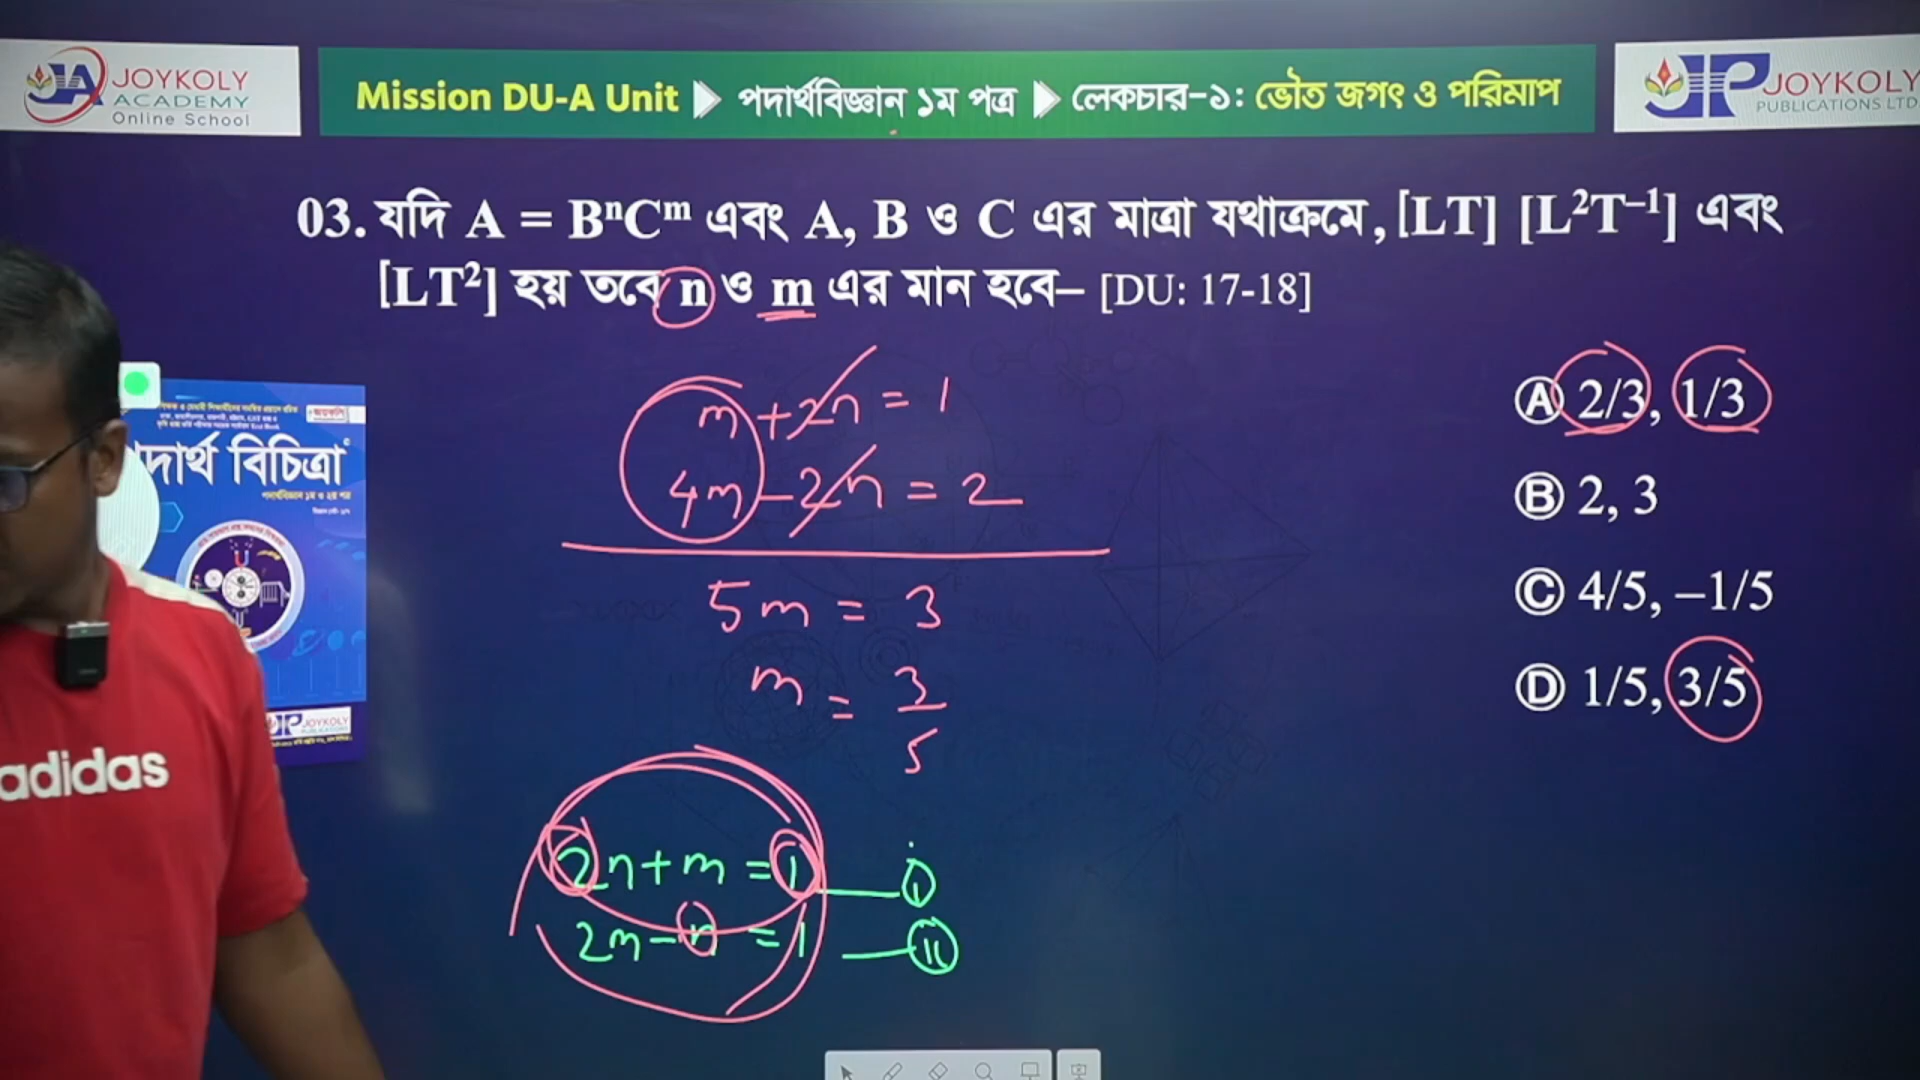 JOYKOLY
ACADEMY
Online School
Mission DU-A Unit ▷ পদার্থবিজ্ঞান ১ম পত্র ▷ লেকচার-১: ভৌত জগৎ ও পরিমাপ
JOYKOLY
PUBLICATIONS LTD
03. যদি A = BⁿCᵐ এবং A, B ও C এর মাত্রা যথাক্রমে, [LT] [L²T⁻¹] এবং
[LT²] হয় তবে n ও m এর মান হবে– [DU: 17-18]
m + 2n = 1
4m – 2n = 2
5m = 3
m = 3/5
2n + m = 1 — i
2m – n = 1 — ii
Ⓐ 2/3, 1/3
Ⓑ 2, 3
Ⓒ 4/5, –1/5
Ⓓ 1/5, 3/5
দার্থ বিচিত্রা
JOYKOLY
adidas